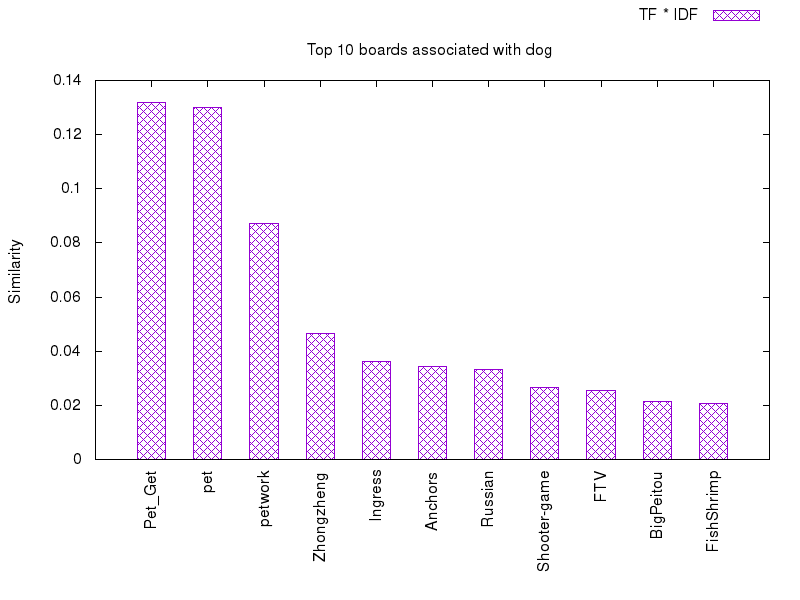 TF * IDF
Top 10 boards associated with dog
0.14
0.12
0.1
0.08
0.06
0.04
0.02
0
Similarity
Pet_Get
pet
petwork
Zhongzheng
Ingress
Anchors
Russian
Shooter-game
FTV
BigPeitou
FishShrimp